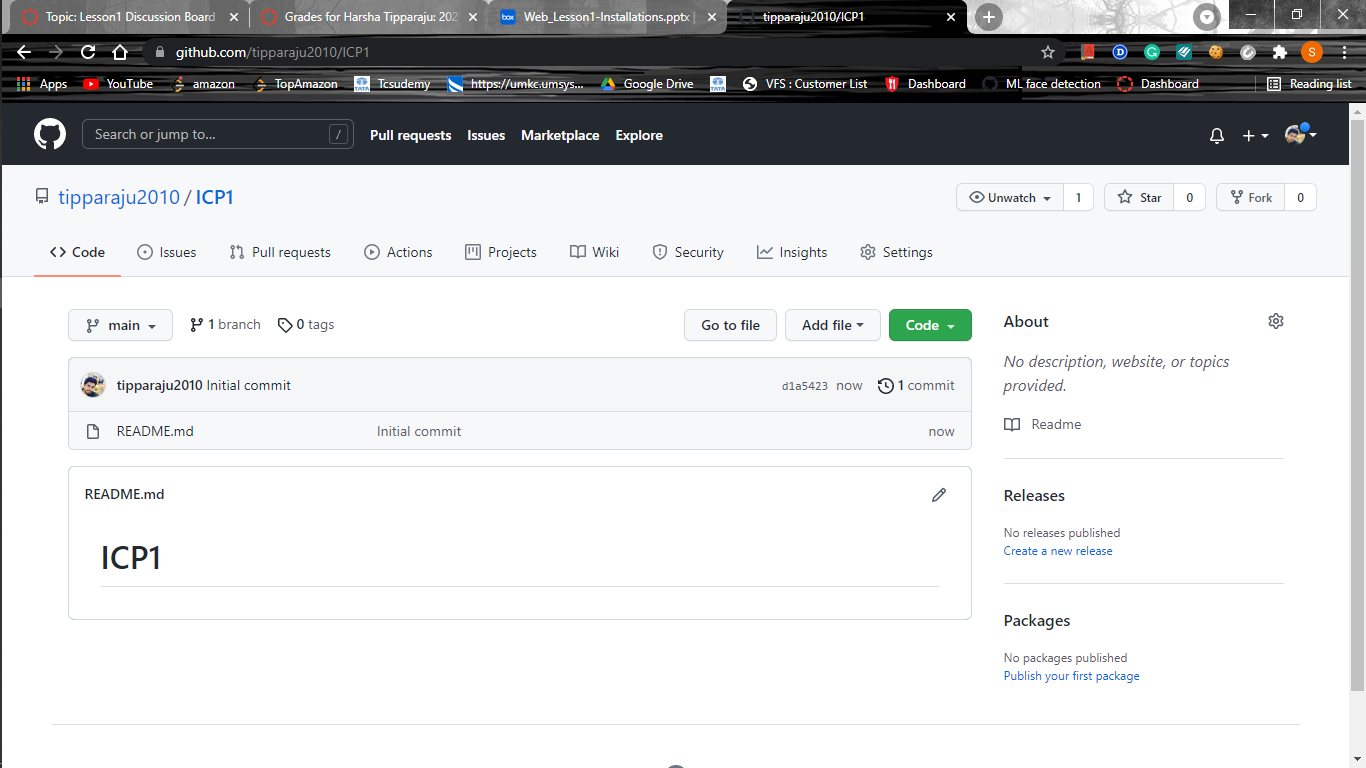 Topic: Lesson1 Discussion Board
Grades for Harsha Tipparaju: 202
box Web_Lesson1-Installations.pptx |
tipparaju2010/ICP1
github.com/tipparaju2010/ICP1
S
Apps YouTube amazon TopAmazon Tcsudemy https://umkc.umsys... Google Drive VFS : Customer List Dashboard ML face detection Dashboard Reading list
Search or jump to... / Pull requests Issues Marketplace Explore
tipparaju2010 / ICP1 Unwatch 1 Star 0 Fork 0
Code Issues Pull requests Actions Projects Wiki Security Insights Settings
main 1 branch 0 tags Go to file Add file Code
tipparaju2010 Initial commit d1a5423 now 1 commit
README.md Initial commit now
README.md
ICP1
About
No description, website, or topics
provided.
Readme
Releases
No releases published
Create a new release
Packages
No packages published
Publish your first package